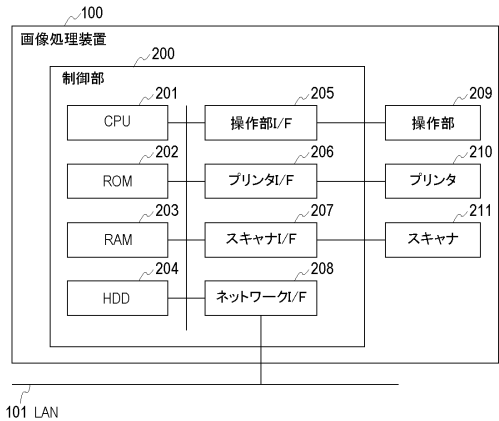 100
画像処理装置
200
制御部
201
205
209
CPU
操作部I/F
操作部
202
206
210
ROM
プリンタI/F
プリンタ
203
207
211
RAM
スキャナI/F
スキャナ
204
208
HDD
ネットワークI/F
101 LAN